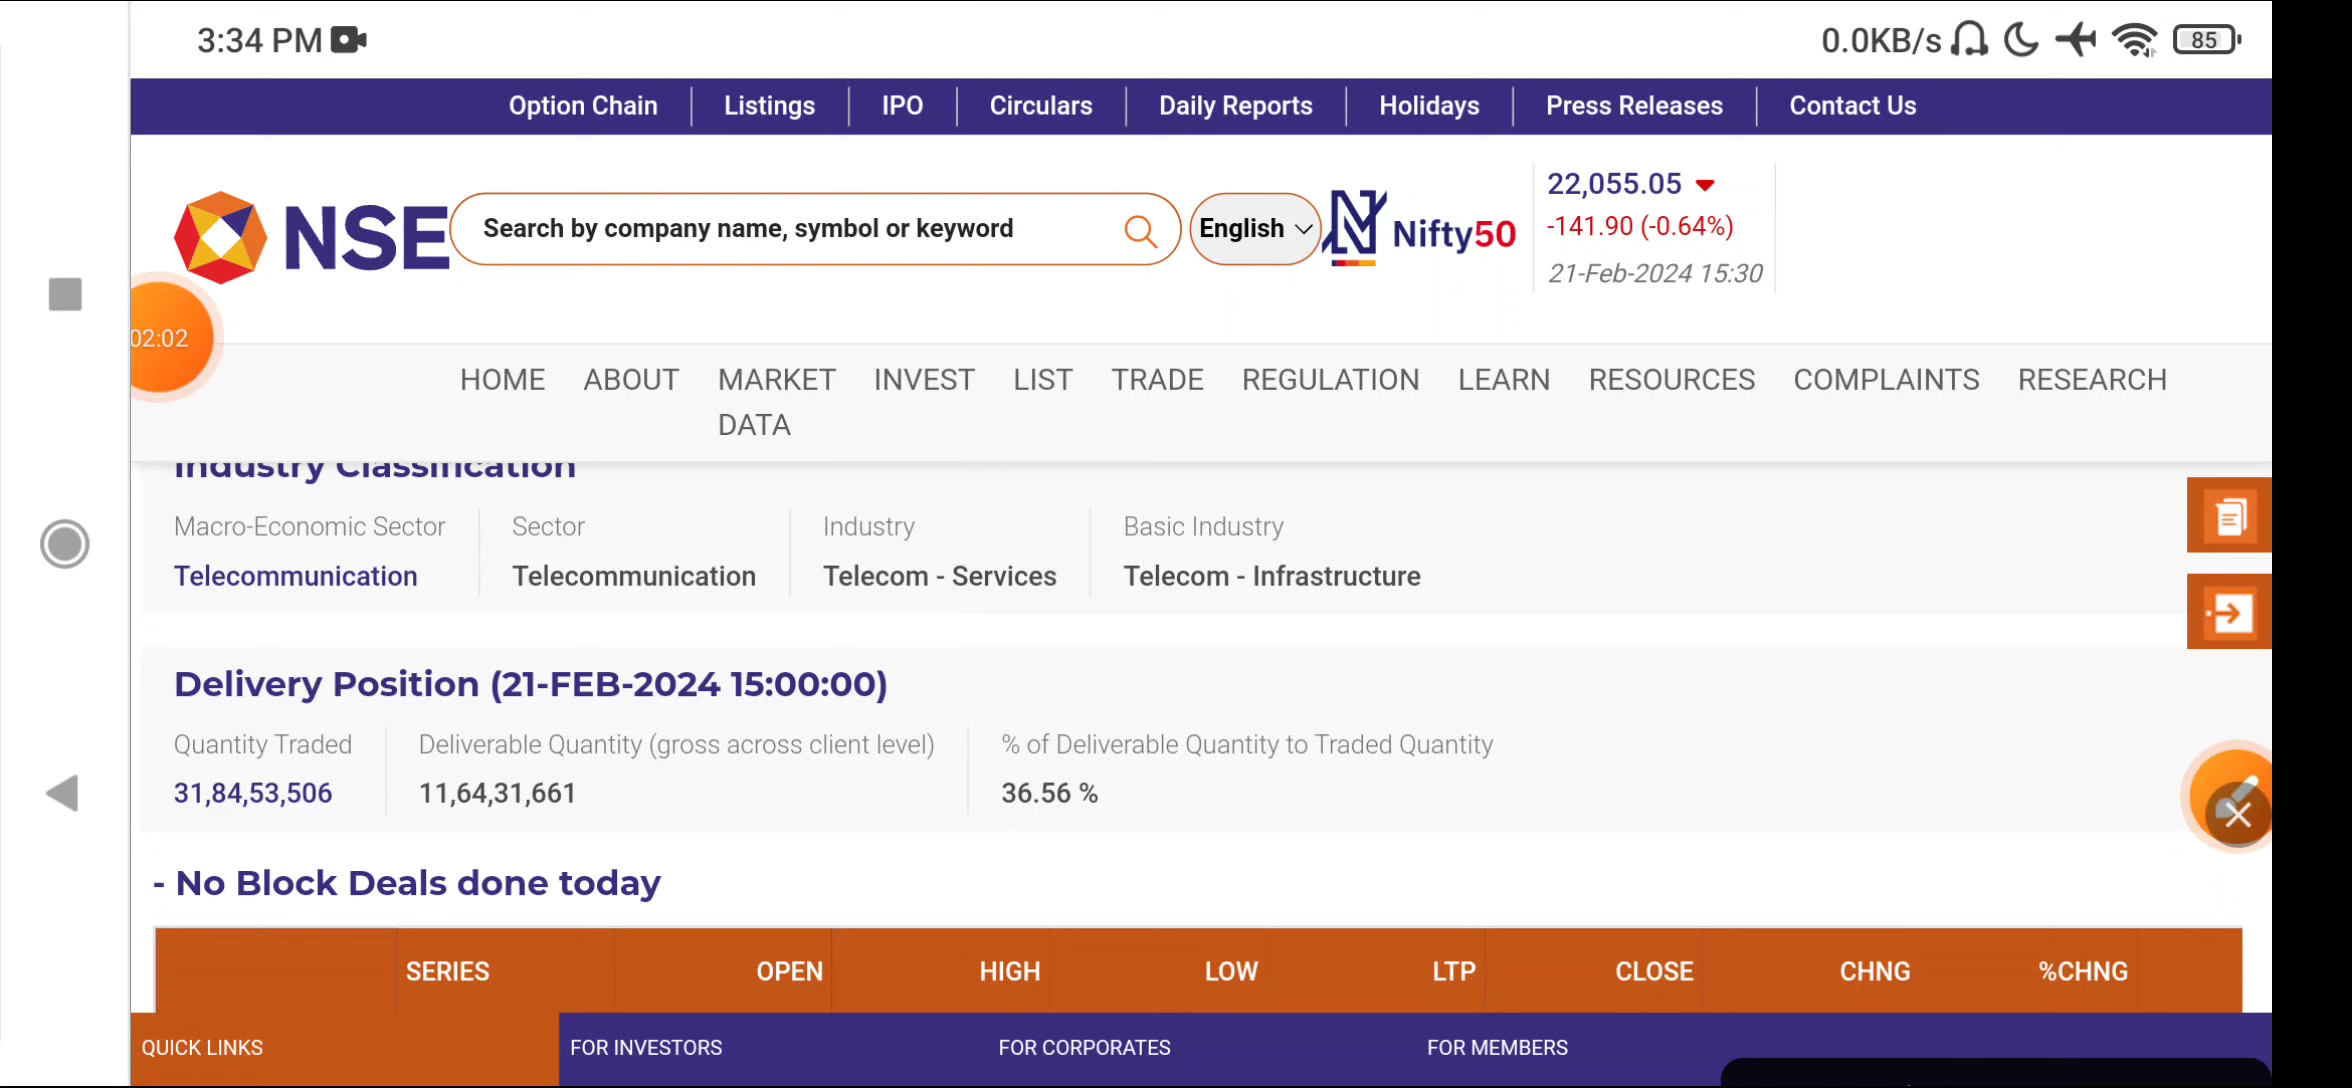 3:34 PM
0.0KB/s
85
Option Chain Listings IPO Circulars Daily Reports Holidays Press Releases Contact Us
NSE
Search by company name, symbol or keyword
English
Nifty50
22,055.05
-141.90 (-0.64%)
21-Feb-2024 15:30
02:02
HOME ABOUT MARKET DATA INVEST LIST TRADE REGULATION LEARN RESOURCES COMPLAINTS RESEARCH
Industry Classification
Macro-Economic Sector Sector Industry Basic Industry
Telecommunication Telecommunication Telecom - Services Telecom - Infrastructure
Delivery Position (21-FEB-2024 15:00:00)
Quantity Traded Deliverable Quantity (gross across client level) % of Deliverable Quantity to Traded Quantity
31,84,53,506 11,64,31,661 36.56 %
- No Block Deals done today
SERIES OPEN HIGH LOW LTP CLOSE CHNG %CHNG
QUICK LINKS FOR INVESTORS FOR CORPORATES FOR MEMBERS